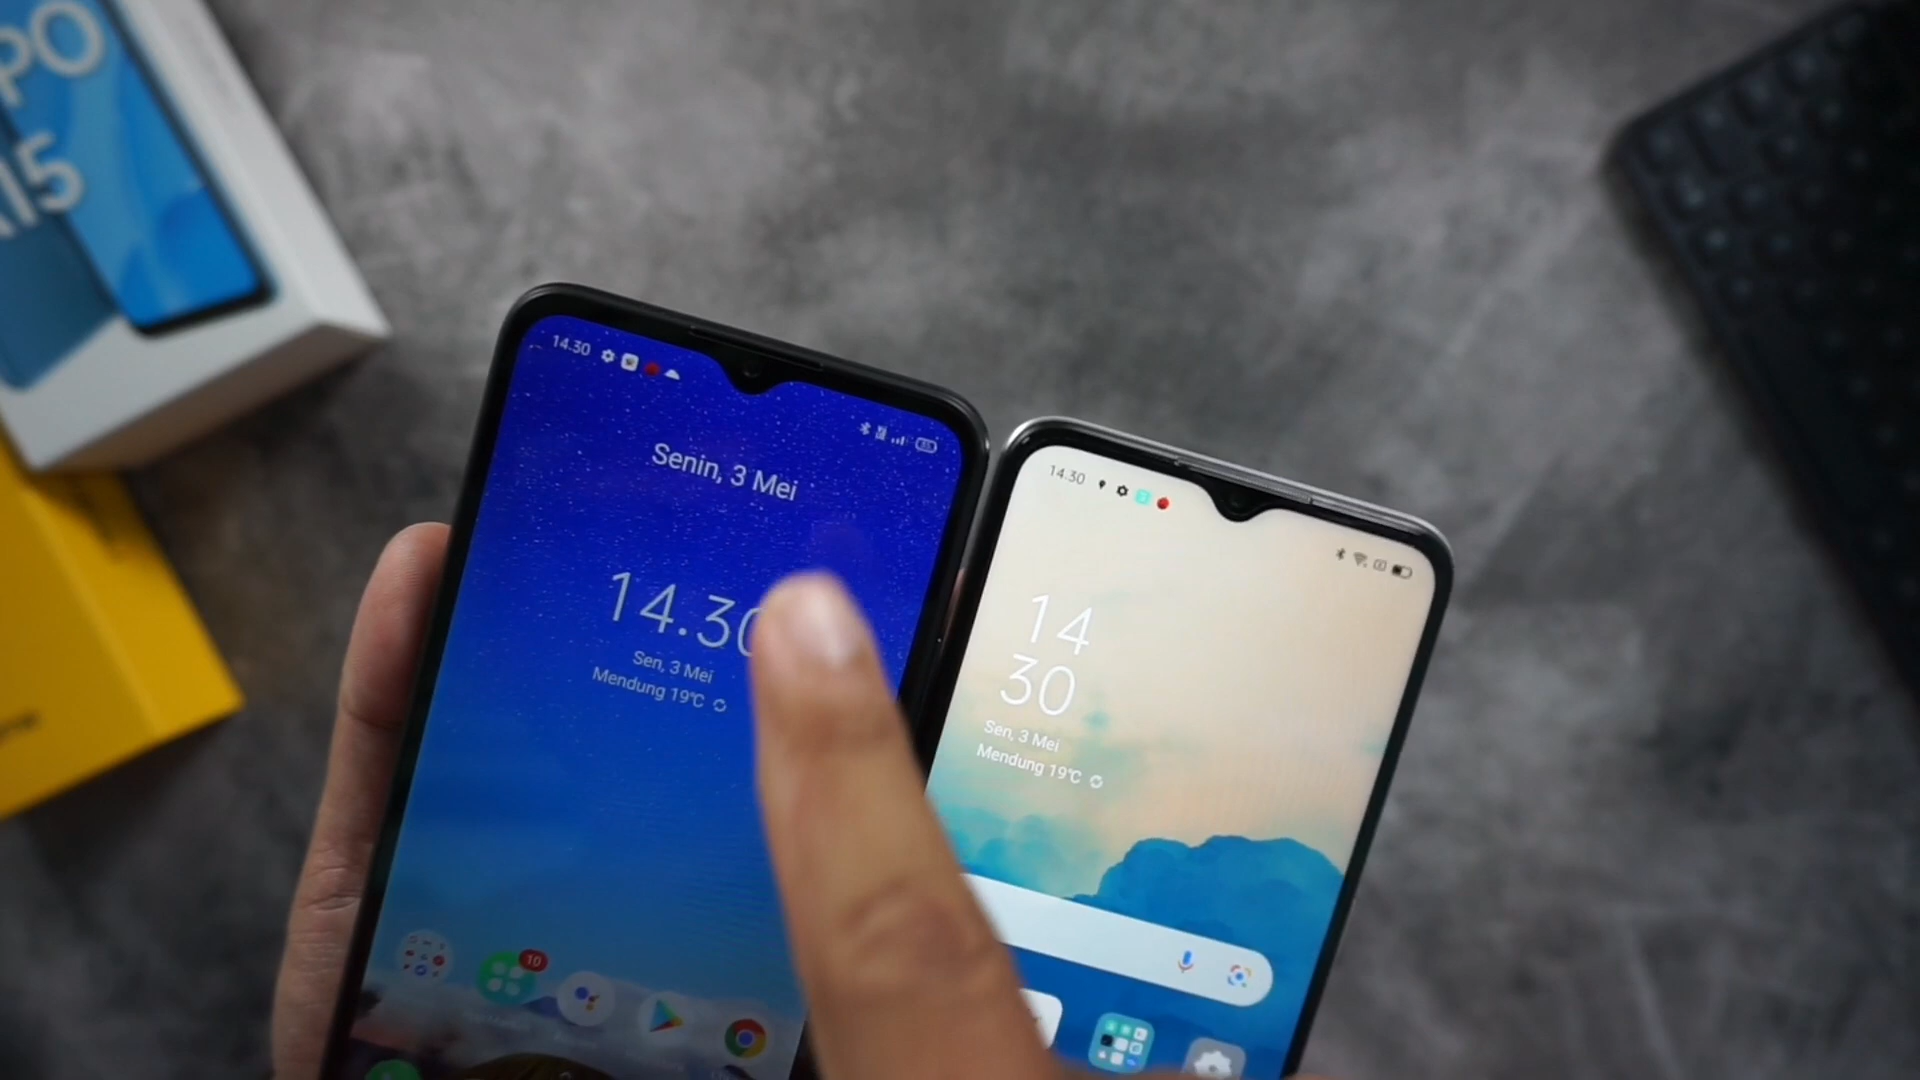 PO
A15
14.30
Senin, 3 Mei
14.30
Sen, 3 Mei
Mendung 19°C
10
14.30
14
30
Sen, 3 Mei
Mendung 19°C